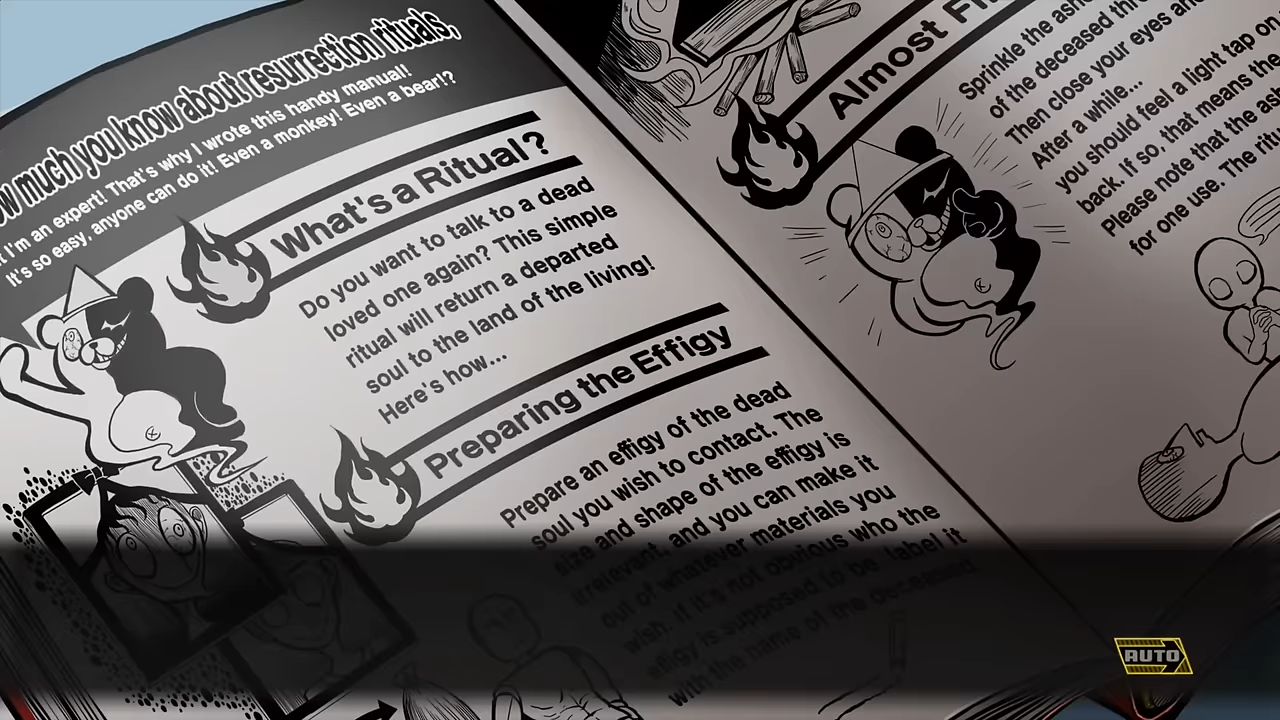 ow much you know about resurrection rituals,
t I'm an expert! That's why I wrote this handy manual!
It's so easy, anyone can do it! Even a monkey! Even a bear!?
What's a Ritual?
Do you want to talk to a dead
loved one again? This simple
ritual will return a departed
soul to the land of the living!
Here's how...
Preparing the Effigy
Prepare an effigy of the dead
soul you wish to contact. The
size and shape of the effigy is
irrelevant, and you can make it
out of whatever materials you
wish. If it's not obvious who the
effigy is supposed to be, label it
with the name of the deceased.
Almost Fi
Sprinkle the ashe
of the deceased thr
Then close your eyes and
After a while...
you should feel a light tap on
back. If so, that means the
Please note that the ash
for one use. The ritu
AUTO